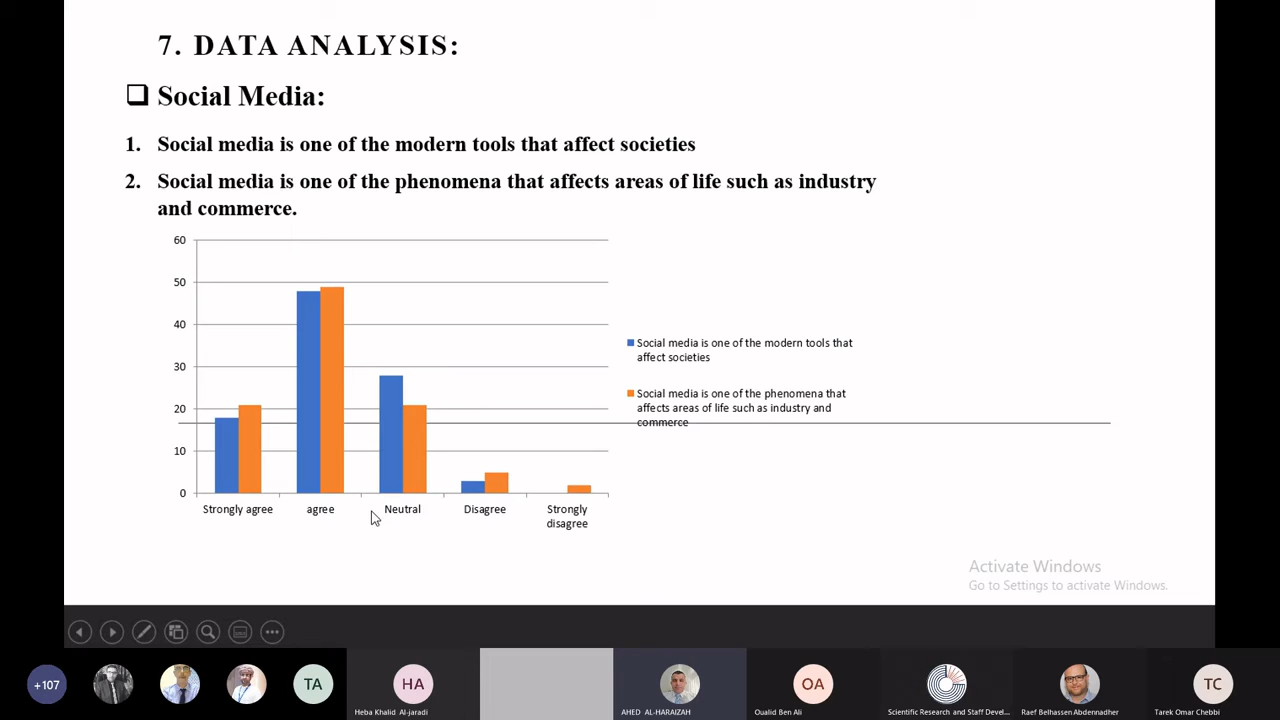 7. DATA ANALYSIS:
Social Media:
1. Social media is one of the modern tools that affect societies
2. Social media is one of the phenomena that affects areas of life such as industry
and commerce.
60
50
40
30
20
10
0
Strongly agree
agree
Neutral
Disagree
Strongly
disagree
Social media is one of the modern tools that
affect societies
Social media is one of the phenomena that
affects areas of life such as industry and
commerce
Activate Windows
Go to Settings to activate Windows.
+107
TA
HA
Heba Khalid Al-jaradi
AHED AL-HARAIZAH
OA
Oualid Ben Ali
Scientific Research and Staff Devel...
Raef Belhassen Abdennadher
TC
Tarek Omar Chebbi